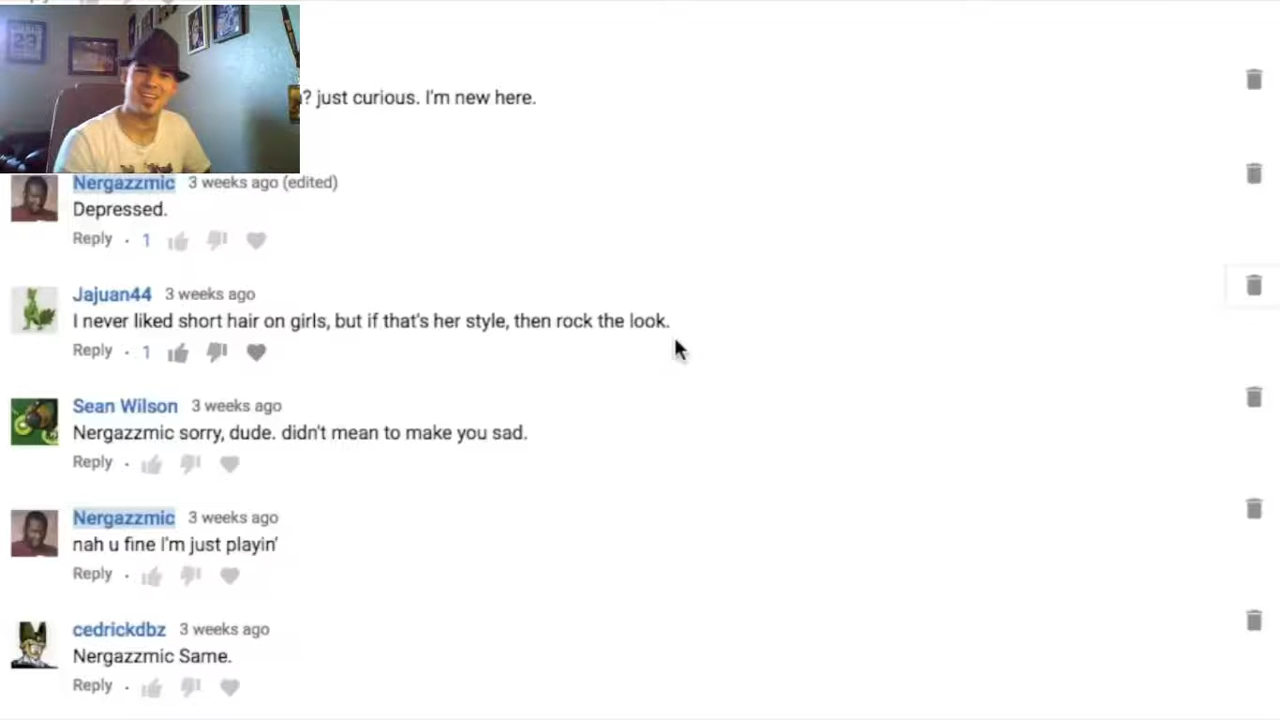 ? just curious. I'm new here.
Nergazzmic 3 weeks ago (edited)
Depressed.
Reply · 1
Jajuan44 3 weeks ago
I never liked short hair on girls, but if that's her style, then rock the look.
Reply · 1
Sean Wilson 3 weeks ago
Nergazzmic sorry, dude. didn't mean to make you sad.
Reply ·
Nergazzmic 3 weeks ago
nah u fine I'm just playin'
Reply ·
cedrickdbz 3 weeks ago
Nergazzmic Same.
Reply ·